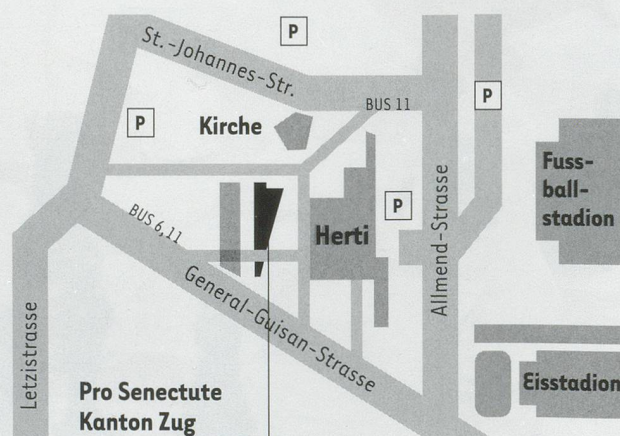 P
St.-Johannes-Str.
P
BUS 11
P
Kirche
Fuss-
ball-
stadion
P
BUS 6,11
Herti
Allmend-Strasse
General-Guisan-Strasse
Letzistrasse
Eisstadion
Pro Senectute
Kanton Zug